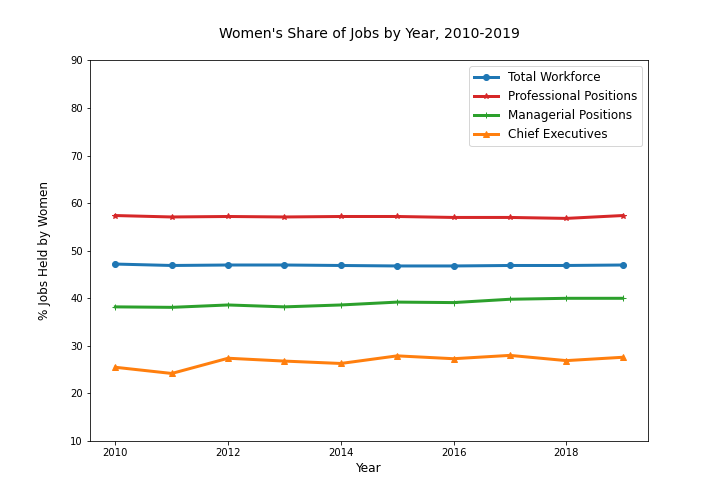 Women's Share of Jobs by Year, 2010-2019
Total Workforce
Professional Positions
Managerial Positions
Chief Executives
% Jobs Held by Women
90
80
70
60
50
40
30
20
10
2010 2012 2014 2016 2018
Year